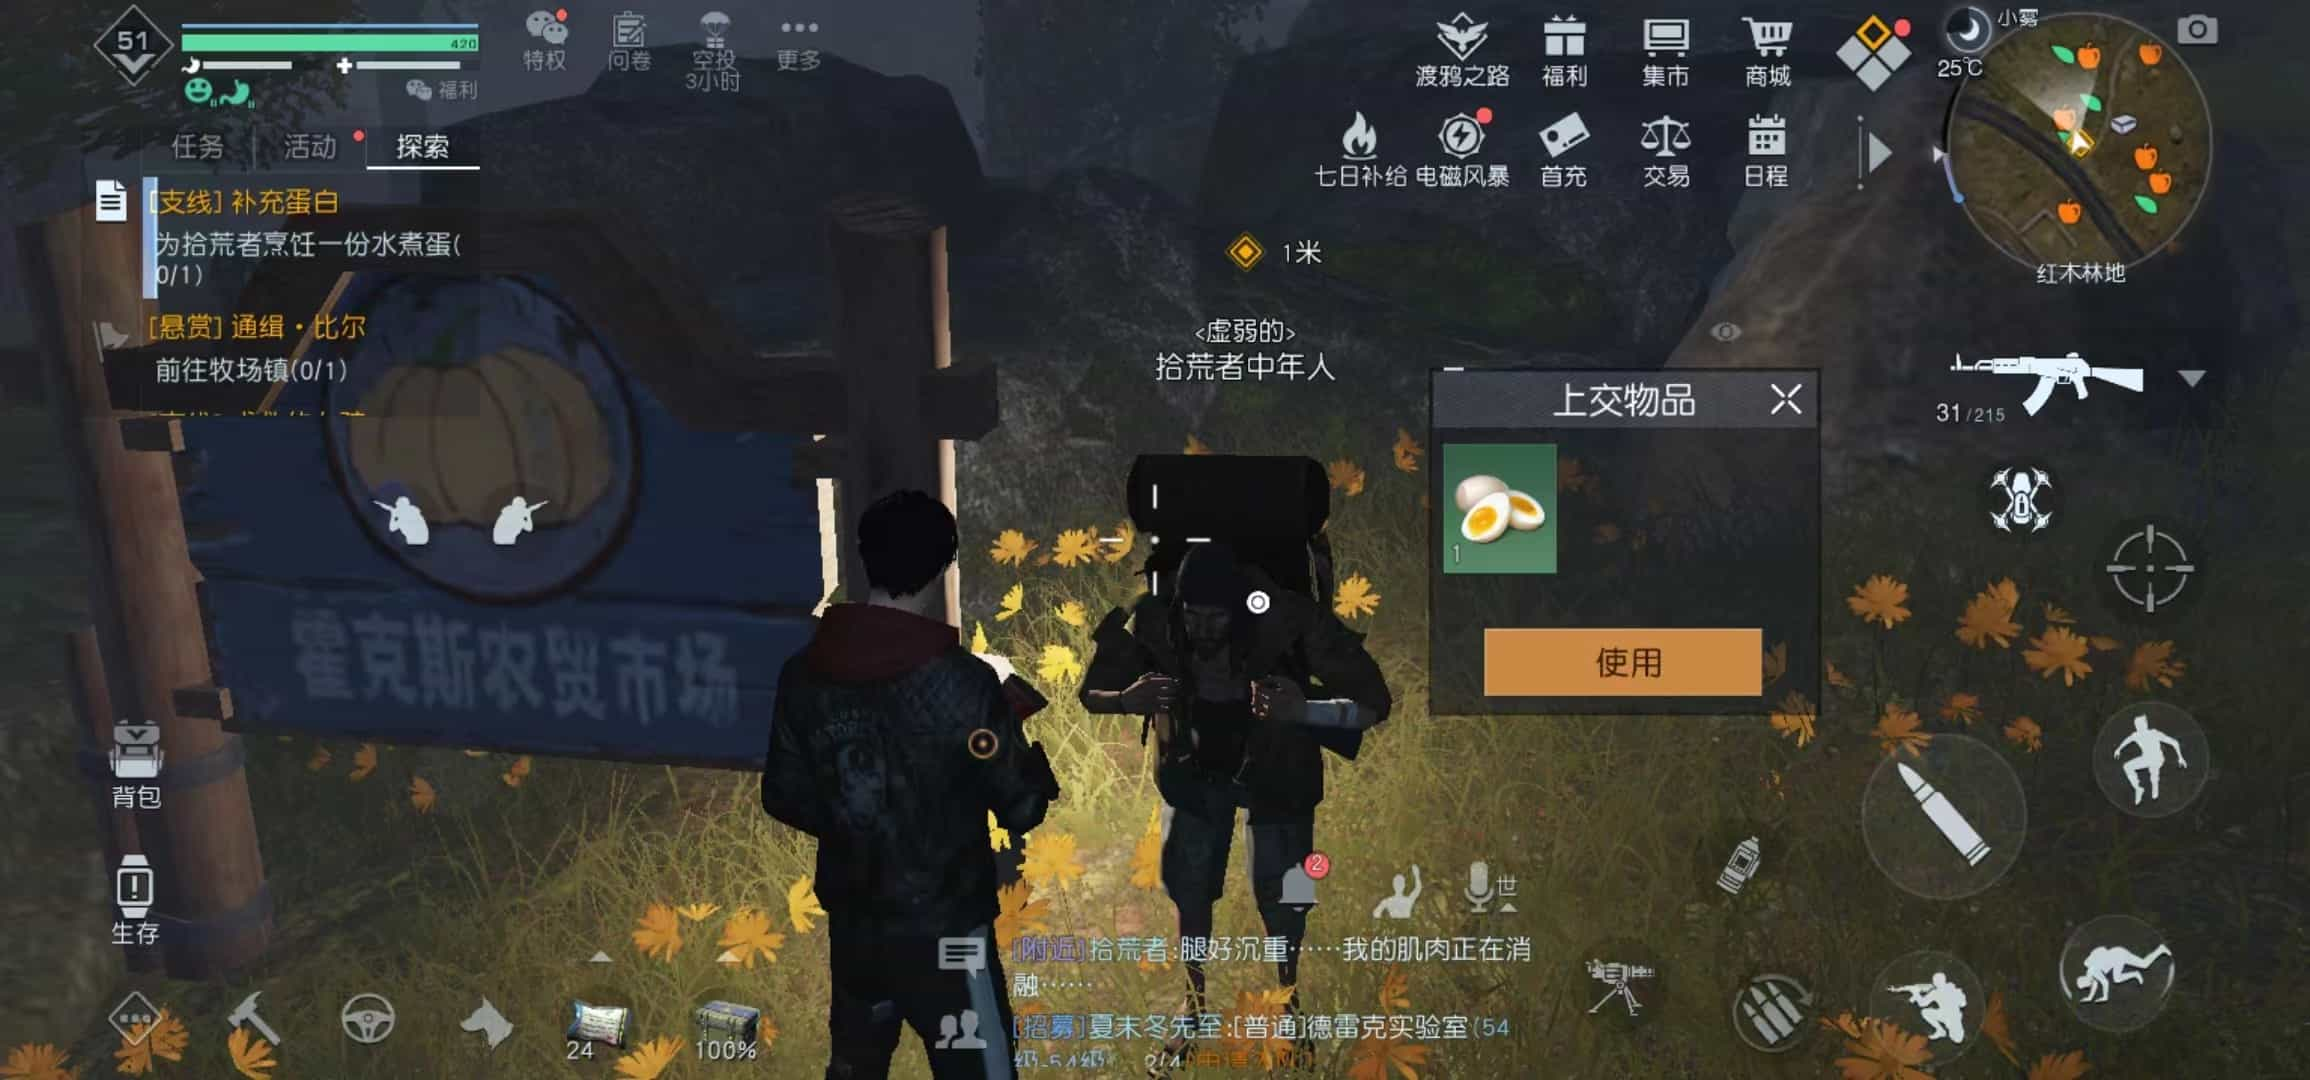 51
420
特权
问卷
空投
3小时
更多
福利
任务
活动
探索
[支线] 补充蛋白
为拾荒者烹饪一份水煮蛋(
0/1)
[悬赏] 通缉·比尔
前往牧场镇(0/1)
渡鸦之路
福利
集市
商城
七日补给
电磁风暴
首充
交易
日程
小雾
25℃
红木林地
1米
<虚弱的>
拾荒者中年人
上交物品
1
使用
31/215
霍克斯农贸市场
背包
生存
2
世
[附近]拾荒者:腿好沉重……我的肌肉正在消
融……
[招募]夏末冬先至:[普通]德雷克实验室(54
24
100%